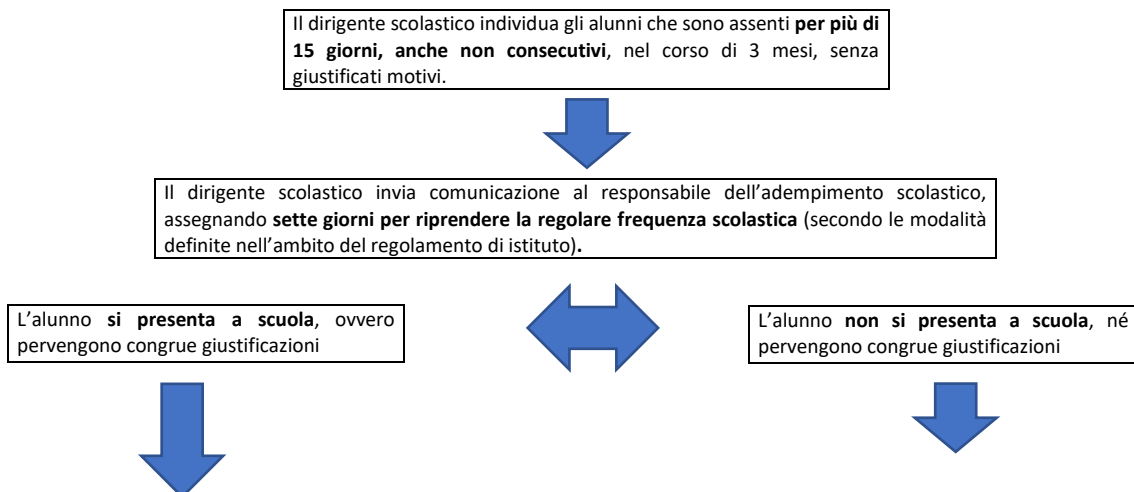 Il dirigente scolastico individua gli alunni che sono assenti per più di
15 giorni, anche non consecutivi, nel corso di 3 mesi, senza
giustificati motivi.
Il dirigente scolastico invia comunicazione al responsabile dell’adempimento scolastico,
assegnando sette giorni per riprendere la regolare frequenza scolastica (secondo le modalità
definite nell’ambito del regolamento di istituto).
L’alunno si presenta a scuola, ovvero
pervengono congrue giustificazioni
L’alunno non si presenta a scuola, né
pervengono congrue giustificazioni